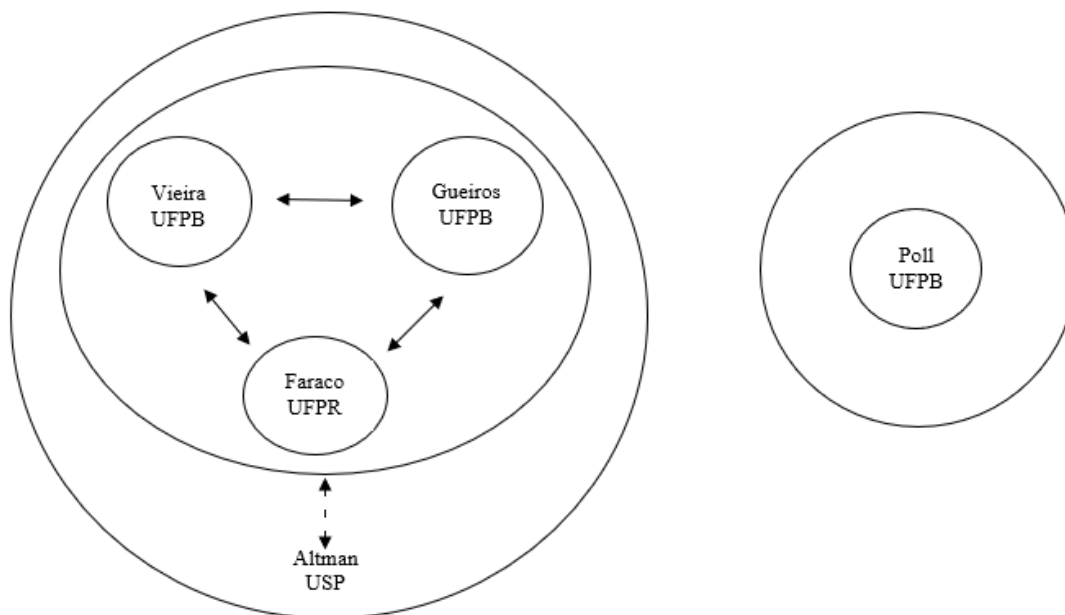 Vieira
UFPB
Gueiros
UFPB
Faraco
UFPR
Altman
USP
Poll
UFPB